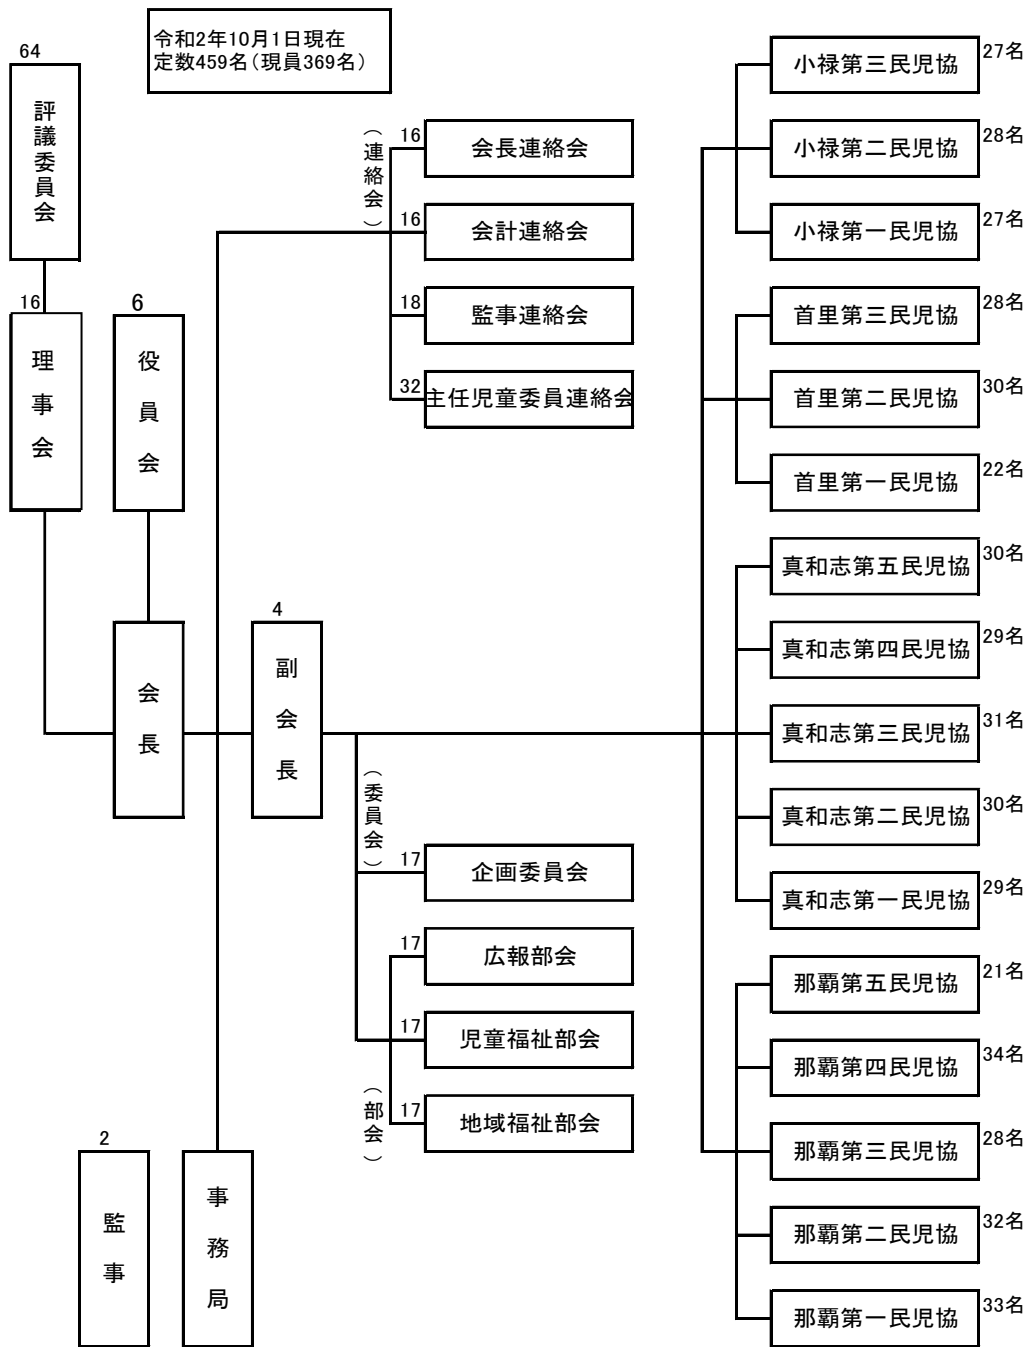 令和2年10月1日現在
定数459名(現員369名)
64
評議委員会
16
理事会
6
役員会
会長
4
副会長
2
監事
事務局
(連絡会)
16
会長連絡会
16
会計連絡会
18
監事連絡会
32
主任児童委員連絡会
(委員会)
17
企画委員会
17
広報部会
17
児童福祉部会
(部会)
17
地域福祉部会
小禄第三民児協
27名
小禄第二民児協
28名
小禄第一民児協
27名
首里第三民児協
28名
首里第二民児協
30名
首里第一民児協
22名
真和志第五民児協
30名
真和志第四民児協
29名
真和志第三民児協
31名
真和志第二民児協
30名
真和志第一民児協
29名
那覇第五民児協
21名
那覇第四民児協
34名
那覇第三民児協
28名
那覇第二民児協
32名
那覇第一民児協
33名